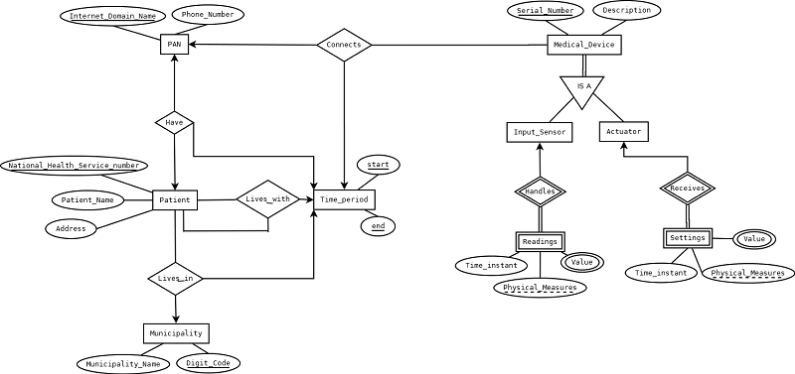 Internet_Domain_Name
Phone_Number
Serial_Number
Description
PAN
Connects
Medical_Device
IS A
Have
Input_Sensor
Actuator
National_Health_Service_number
start
Patient_Name
Patient
Lives_with
Time_period
Handles
Receives
Address
end
Readings
Settings
Value
Time_instant
Value
Lives_in
Time_instant
Physical_Measures
Physical_Measures
Municipality
Municipality_Name
Digit_Code